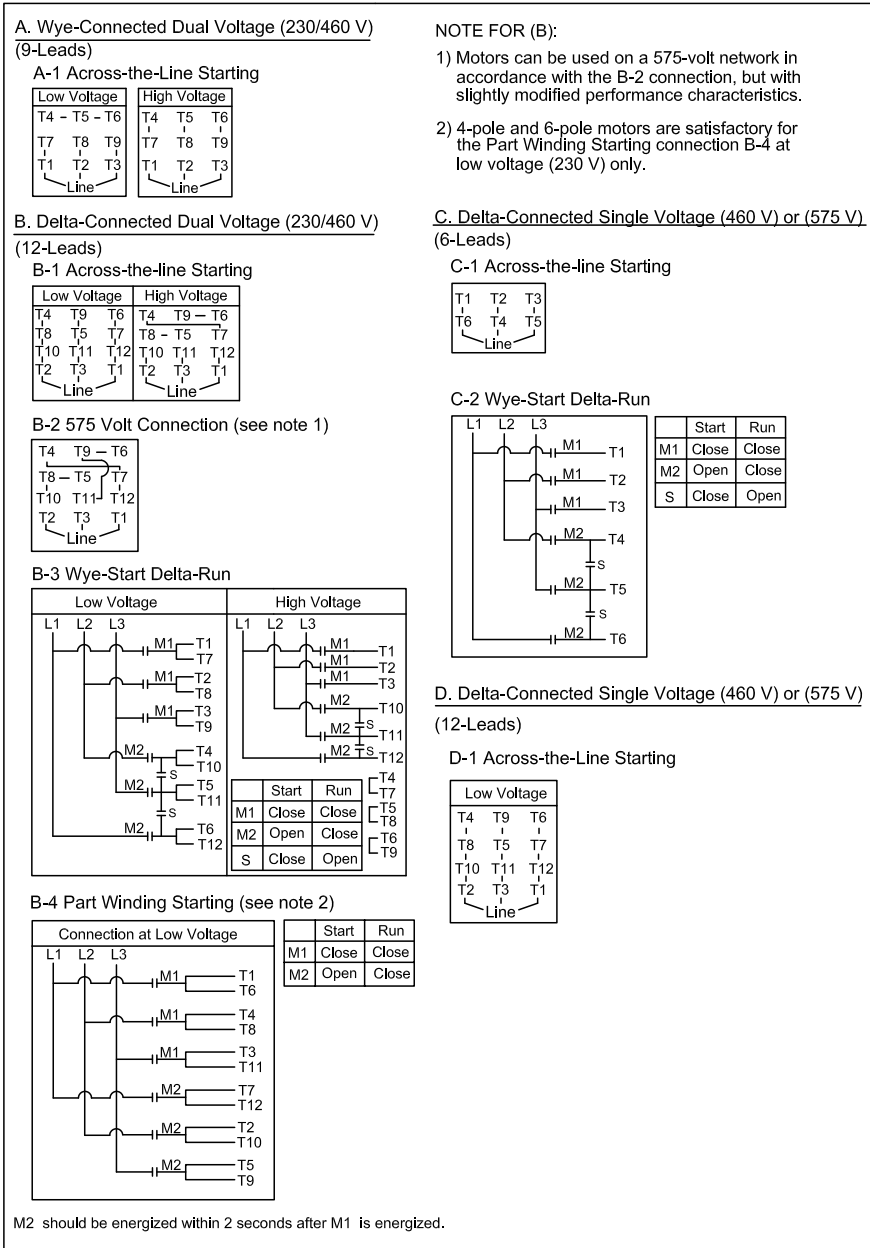 A. Wye-Connected Dual Voltage (230/460 V)
(9-Leads)
A-1 Across-the-Line Starting
Low Voltage
T4 - T5 - T6
T7 T8 T9
T1 T2 T3
Line
High Voltage
T4 T5 T6
T7 T8 T9
T1 T2 T3
Line
B. Delta-Connected Dual Voltage (230/460 V)
(12-Leads)
B-1 Across-the-line Starting
Low Voltage
T4 T9 T6
T8 T5 T7
T10 T11 T12
T2 T3 T1
Line
High Voltage
T4 T9 - T6
T8 - T5 T7
T10 T11 T12
T2 T3 T1
Line
B-2 575 Volt Connection (see note 1)
T4 T9 - T6
T8 - T5 T7
T10 T11 T12
T2 T3 T1
Line
B-3 Wye-Start Delta-Run
Low Voltage
L1 L2 L3
M1 T1
T7
M1 T2
T8
M1 T3
T9
M2 T4
T10
S
M2 T5
T11
S
M2 T6
T12
High Voltage
L1 L2 L3
M1 T1
M1 T2
M1 T3
M2 T10
S
M2 T11
S
M2 T12
T4
T7
T5
T8
T6
T9
Start Run
M1 Close Close
M2 Open Close
S Close Open
B-4 Part Winding Starting (see note 2)
Connection at Low Voltage
L1 L2 L3
M1 T1
T6
M1 T4
T8
M1 T3
T11
M2 T7
T12
M2 T2
T10
M2 T5
T9
Start Run
M1 Close Close
M2 Open Close
M2 should be energized within 2 seconds after M1 is energized.
NOTE FOR (B):
1) Motors can be used on a 575-volt network in
accordance with the B-2 connection, but with
slightly modified performance characteristics.
2) 4-pole and 6-pole motors are satisfactory for
the Part Winding Starting connection B-4 at
low voltage (230 V) only.
C. Delta-Connected Single Voltage (460 V) or (575 V)
(6-Leads)
C-1 Across-the-line Starting
T1 T2 T3
T6 T4 T5
Line
C-2 Wye-Start Delta-Run
L1 L2 L3
M1 T1
M1 T2
M1 T3
M2 T4
S
M2 T5
S
M2 T6
Start Run
M1 Close Close
M2 Open Close
S Close Open
D. Delta-Connected Single Voltage (460 V) or (575 V)
(12-Leads)
D-1 Across-the-Line Starting
Low Voltage
T4 T9 T6
T8 T5 T7
T10 T11 T12
T2 T3 T1
Line